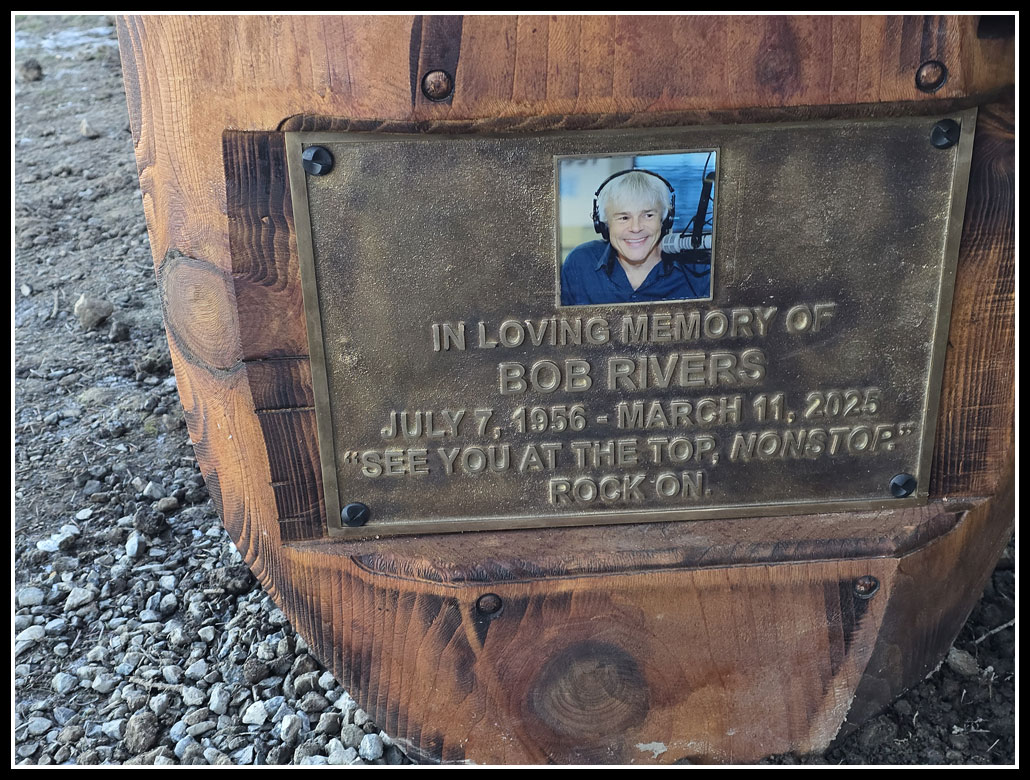 IN LOVING MEMORY OF
BOB RIVERS
JULY 7, 1956 - MARCH 11, 2025
“SEE YOU AT THE TOP, NONSTOP.”
ROCK ON.